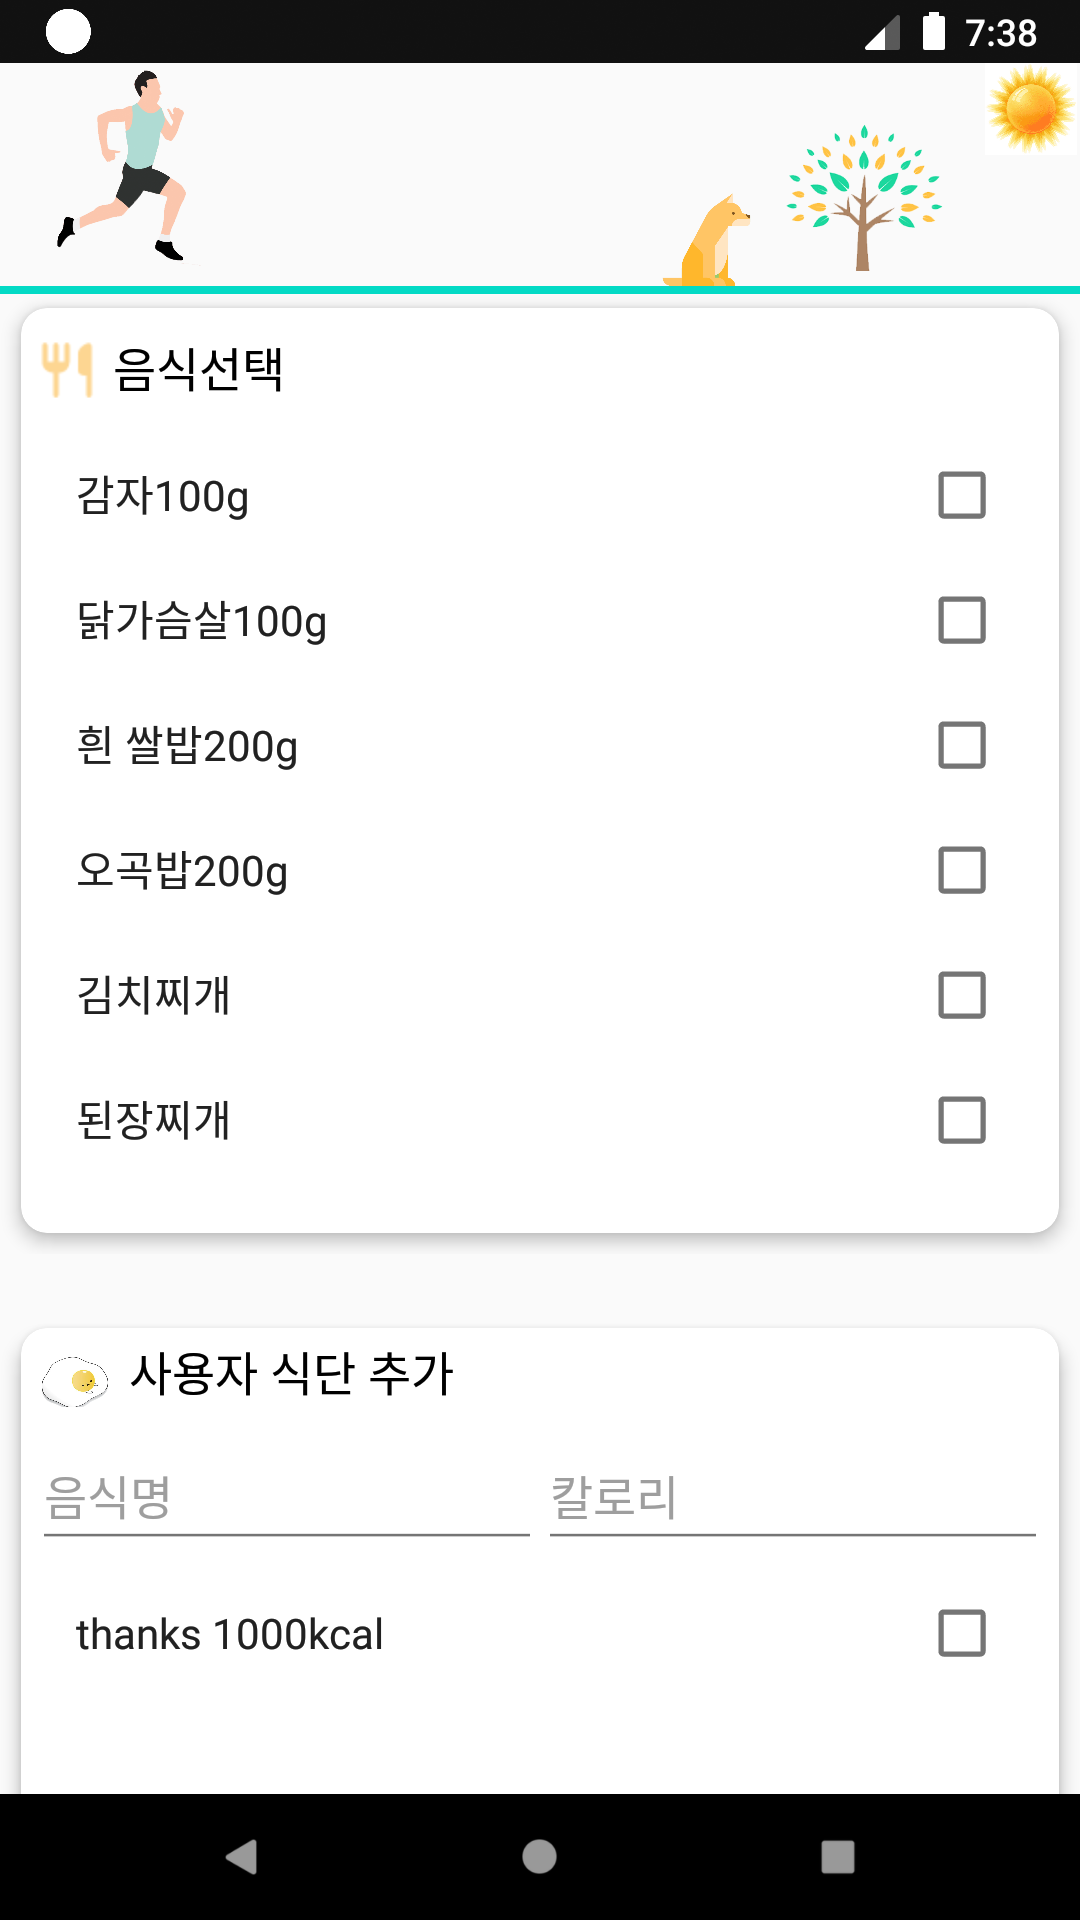 7:38
음식선택
감자100g
닭가슴살100g
흰 쌀밥200g
오곡밥200g
김치찌개
된장찌개
사용자 식단 추가
음식명 칼로리
thanks 1000kcal